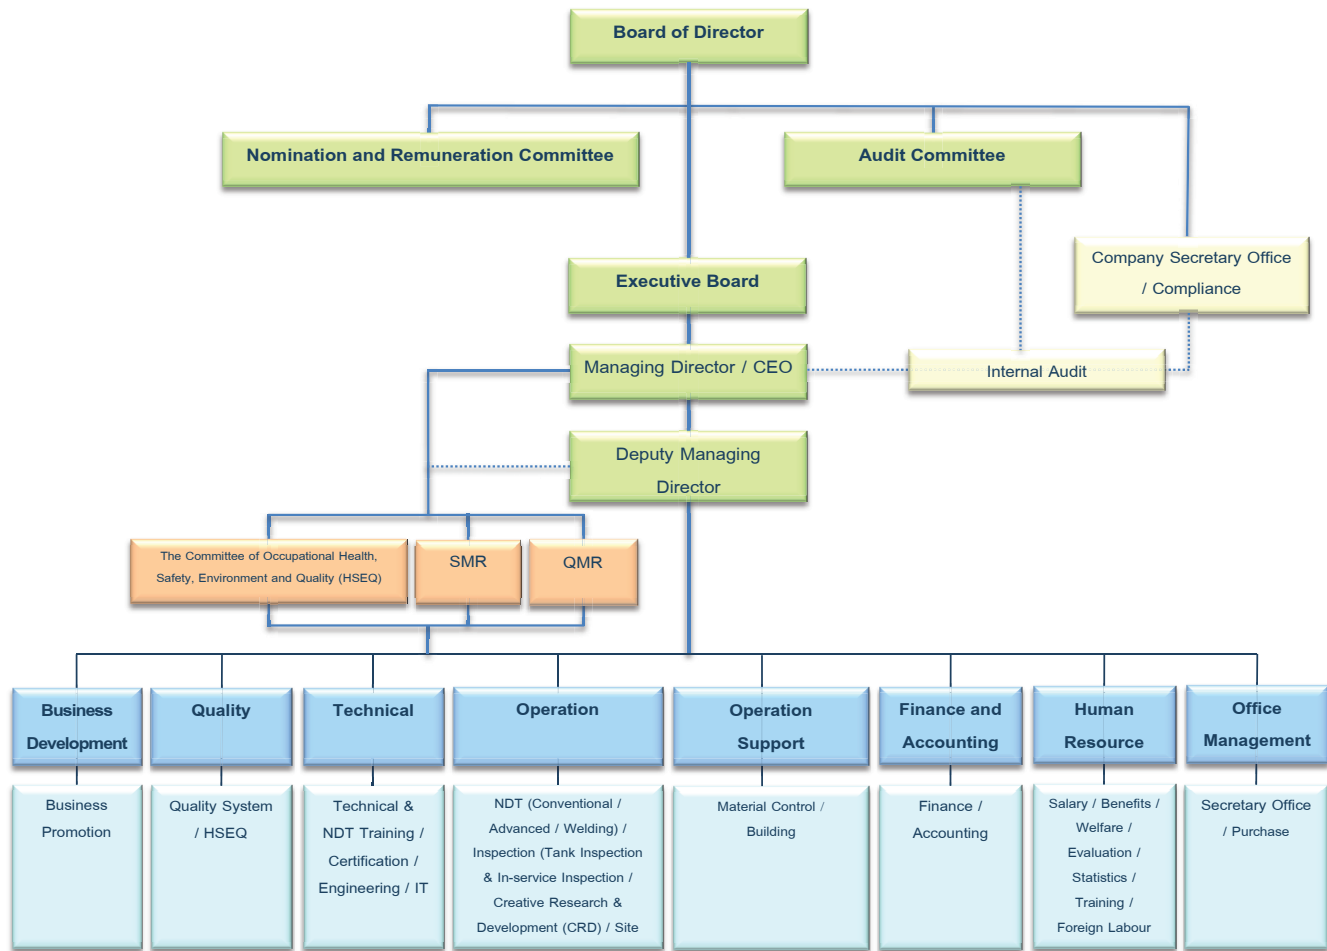 Board of Director
Nomination and Remuneration Committee
Audit Committee
Company Secretary Office
/ Compliance
Executive Board
Managing Director / CEO
Internal Audit
Deputy Managing
Director
The Committee of Occupational Health,
Safety, Environment and Quality (HSEQ)
SMR
QMR
Business
Development
Quality
Technical
Operation
Operation
Support
Finance and
Accounting
Human
Resource
Office
Management
Business
Promotion
Quality System
/ HSEQ
Technical &
NDT Training /
Certification /
Engineering / IT
NDT (Conventional /
Advanced / Welding) /
Inspection (Tank Inspection
& In-service Inspection /
Creative Research &
Development (CRD) / Site
Material Control /
Building
Finance /
Accounting
Salary / Benefits /
Welfare /
Evaluation /
Statistics /
Training /
Foreign Labour
Secretary Office
/ Purchase